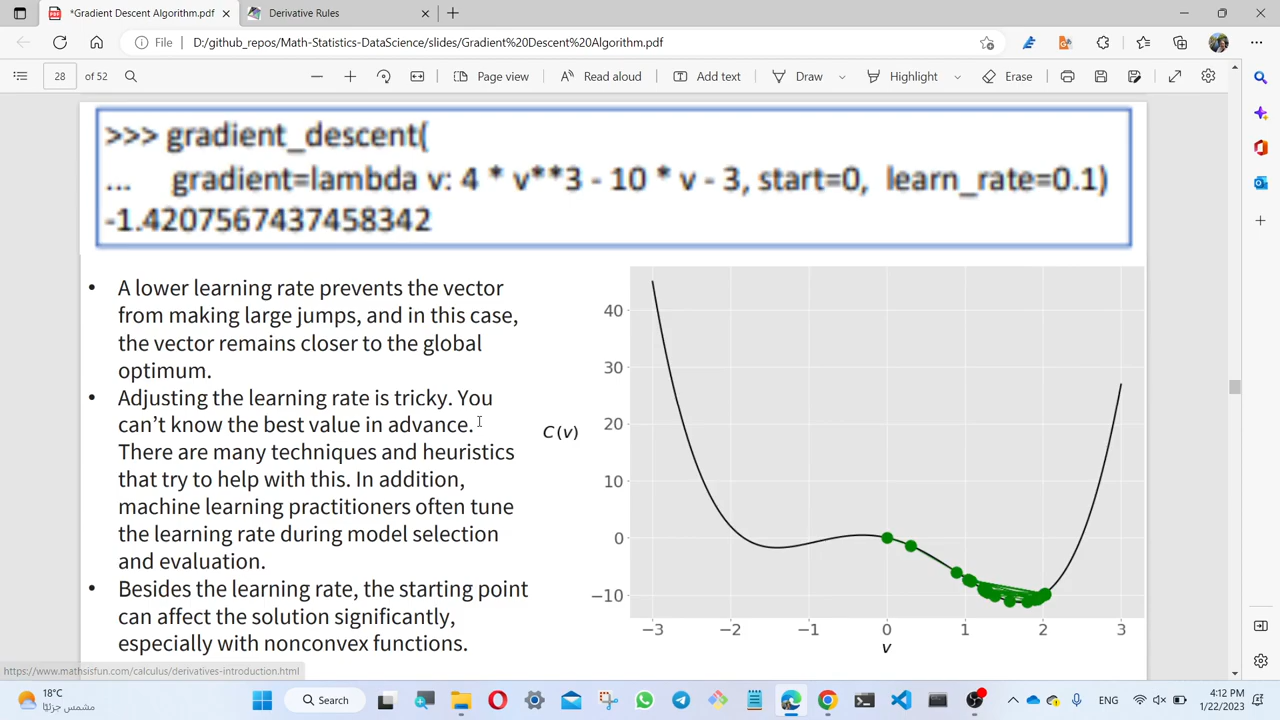 *Gradient Descent Algorithm.pdf
Derivative Rules
File
D:/github_repos/Math-Statistics-DataScience/slides/Gradient%20Descent%20Algorithm.pdf
28 of 52
Page view
Read aloud
Add text
Draw
Highlight
Erase
>>> gradient_descent(
... gradient=lambda v: 4 * v**3 - 10 * v - 3, start=0, learn_rate=0.1)
-1.4207567437458342
• A lower learning rate prevents the vector
from making large jumps, and in this case,
the vector remains closer to the global
optimum.
• Adjusting the learning rate is tricky. You
can’t know the best value in advance.
There are many techniques and heuristics
that try to help with this. In addition,
machine learning practitioners often tune
the learning rate during model selection
and evaluation.
• Besides the learning rate, the starting point
can affect the solution significantly,
especially with nonconvex functions.
40
30
20
10
0
−10
C(v)
−3 −2 −1 0 1 2 3
v
https://www.mathsisfun.com/calculus/derivatives-introduction.html
18°C
مشمس جزئيًا
Search
ENG
4:12 PM
1/22/2023